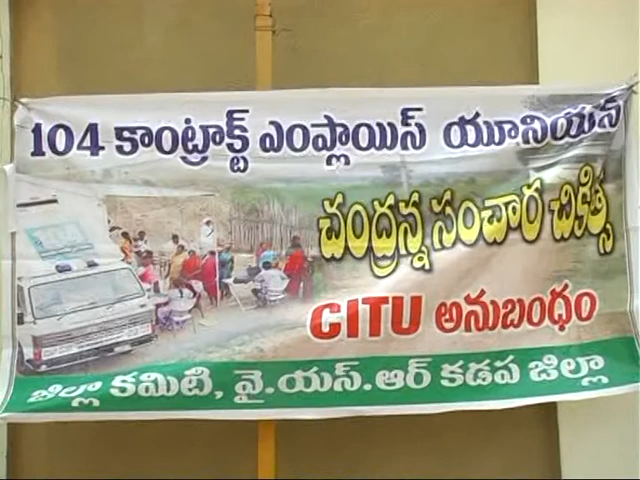 104 కాంట్రాక్ట్ ఎంప్లాయిస్ యూనియన్
చంద్రన్న సంచార చికిత్స
CITU అనుబంధం
జిల్లా కమిటి, వై.యస్.ఆర్ కడప జిల్లా